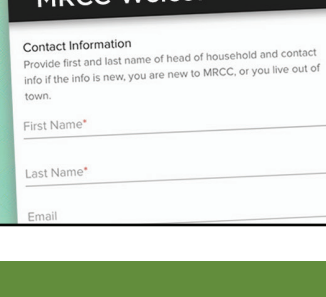 MRCC
Contact Information
Provide first and last name of head of household and contact
info if the info is new, you are new to MRCC, or you live out of
town.
First Name*
Last Name*
Email